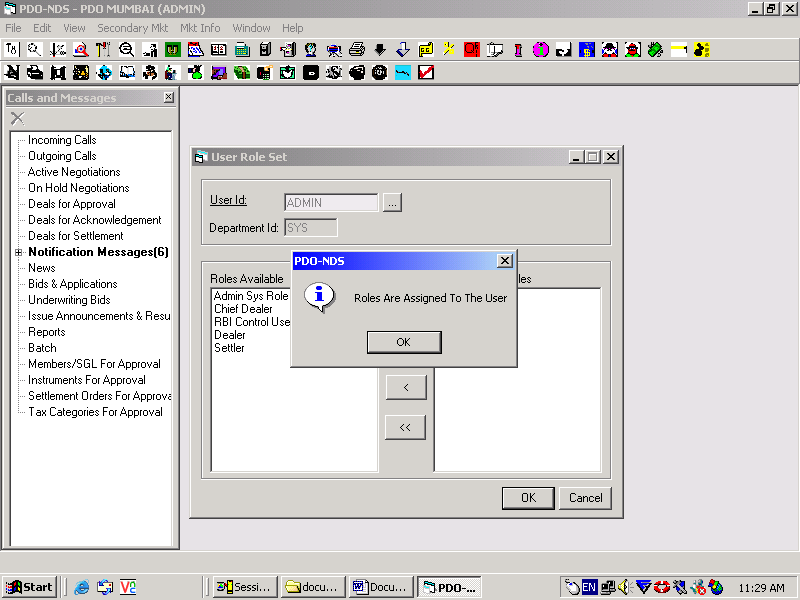 PDO-NDS - PDO MUMBAI (ADMIN)
File Edit View Secondary Mkt Mkt Info Window Help
Calls and Messages
Incoming Calls
Outgoing Calls
Active Negotiations
On Hold Negotiations
Deals for Approval
Deals for Acknowledgement
Deals for Settlement
Notification Messages(6)
News
Bids & Applications
Underwriting Bids
Issue Announcements & Resu
Reports
Batch
Members/SGL For Approval
Instruments For Approval
Settlement Orders For Approva
Tax Categories For Approval
User Role Set
User Id: ADMIN ...
Department Id: SYS
Roles Available
les
Admin Sys Role
Chief Dealer
RBI Control Use
Dealer
Settler
PDO-NDS
Roles Are Assigned To The User
OK
<
<<
OK Cancel
Start Sessi... docu... Docu... PDO-... EN 11:29 AM